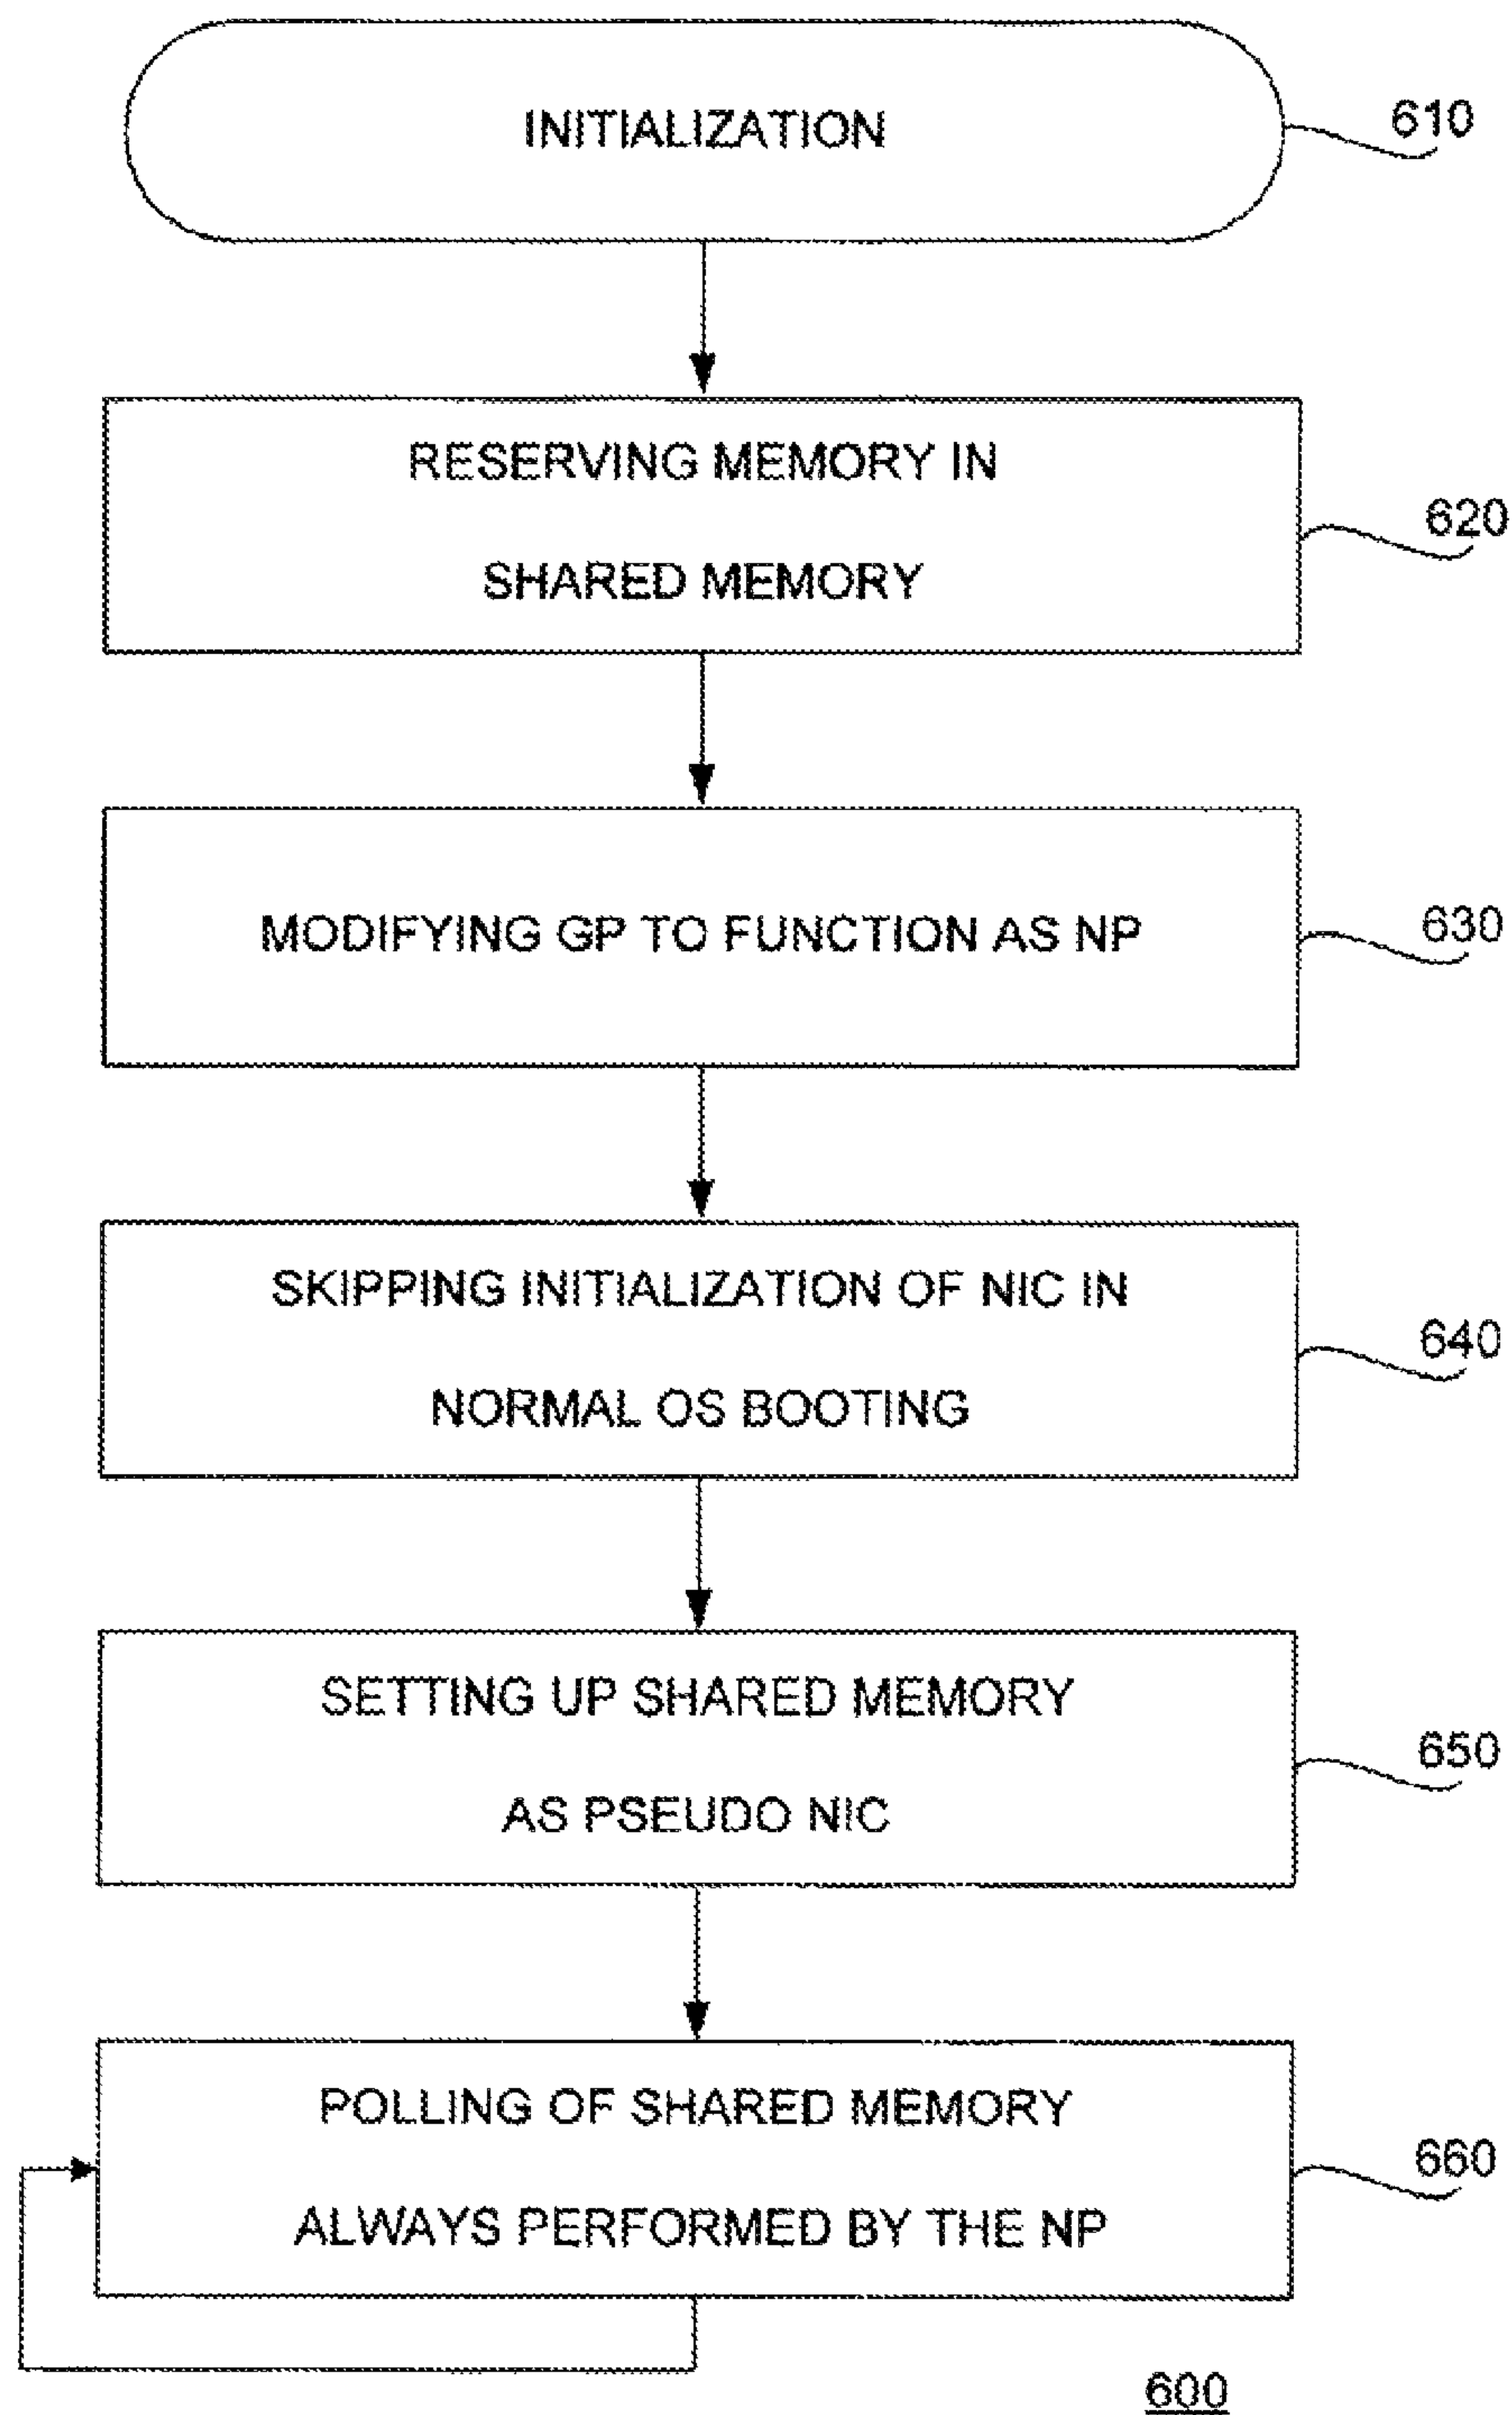 INITIALIZATION
610
RESERVING MEMORY IN
SHARED MEMORY
620
MODIFYING GP TO FUNCTION AS NP
630
SKIPPING INITIALIZATION OF NIC IN
NORMAL OS BOOTING
640
SETTING UP SHARED MEMORY
AS PSEUDO NIC
650
POLLING OF SHARED MEMORY
ALWAYS PERFORMED BY THE NP
660
600